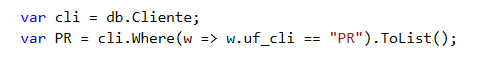 var cli = db.Cliente;
var PR = cli.Where(w => w.uf_cli == "PR").ToList();